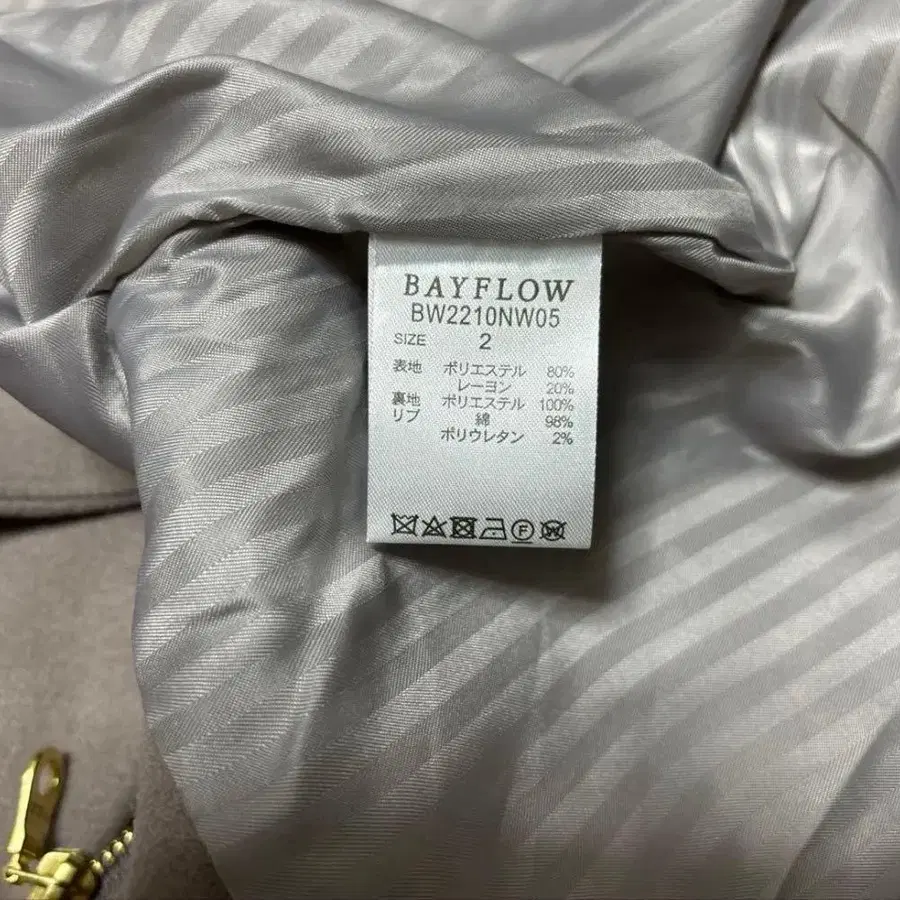 BAYFLOW
BW2210NW05
SIZE 2
表地 ポリエステル 80%
レーヨン 20%
裏地 ポリエステル 100%
リブ 綿 98%
ポリウレタン 2%
F W